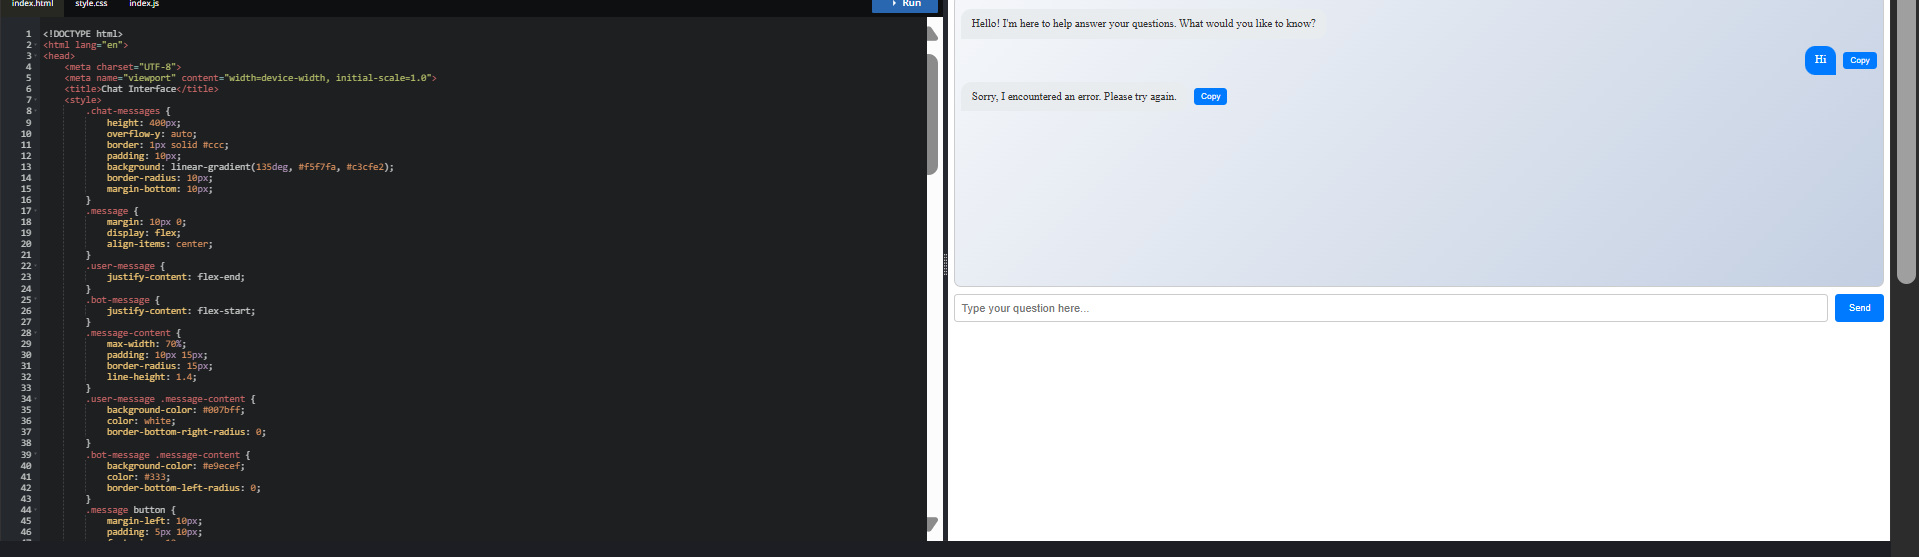 index.html style.css index.js Run
1 <!DOCTYPE html>
2 <html lang="en">
3 <head>
4 <meta charset="UTF-8">
5 <meta name="viewport" content="width=device-width, initial-scale=1.0">
6 <title>Chat Interface</title>
7 <style>
8 .chat-messages {
9 height: 400px;
10 overflow-y: auto;
11 border: 1px solid #ccc;
12 padding: 10px;
13 background: linear-gradient(135deg, #f5f7fa, #c3cfe2);
14 border-radius: 10px;
15 margin-bottom: 10px;
16 }
17 .message {
18 margin: 10px 0;
19 display: flex;
20 align-items: center;
21 }
22 .user-message {
23 justify-content: flex-end;
24 }
25 .bot-message {
26 justify-content: flex-start;
27 }
28 .message-content {
29 max-width: 70%;
30 padding: 10px 15px;
31 border-radius: 15px;
32 line-height: 1.4;
33 }
34 .user-message .message-content {
35 background-color: #007bff;
36 color: white;
37 border-bottom-right-radius: 0;
38 }
39 .bot-message .message-content {
40 background-color: #e9ecef;
41 color: #333;
42 border-bottom-left-radius: 0;
43 }
44 .message button {
45 margin-left: 10px;
46 padding: 5px 10px;
Hello! I'm here to help answer your questions. What would you like to know?
Hi Copy
Sorry, I encountered an error. Please try again. Copy
Type your question here... Send